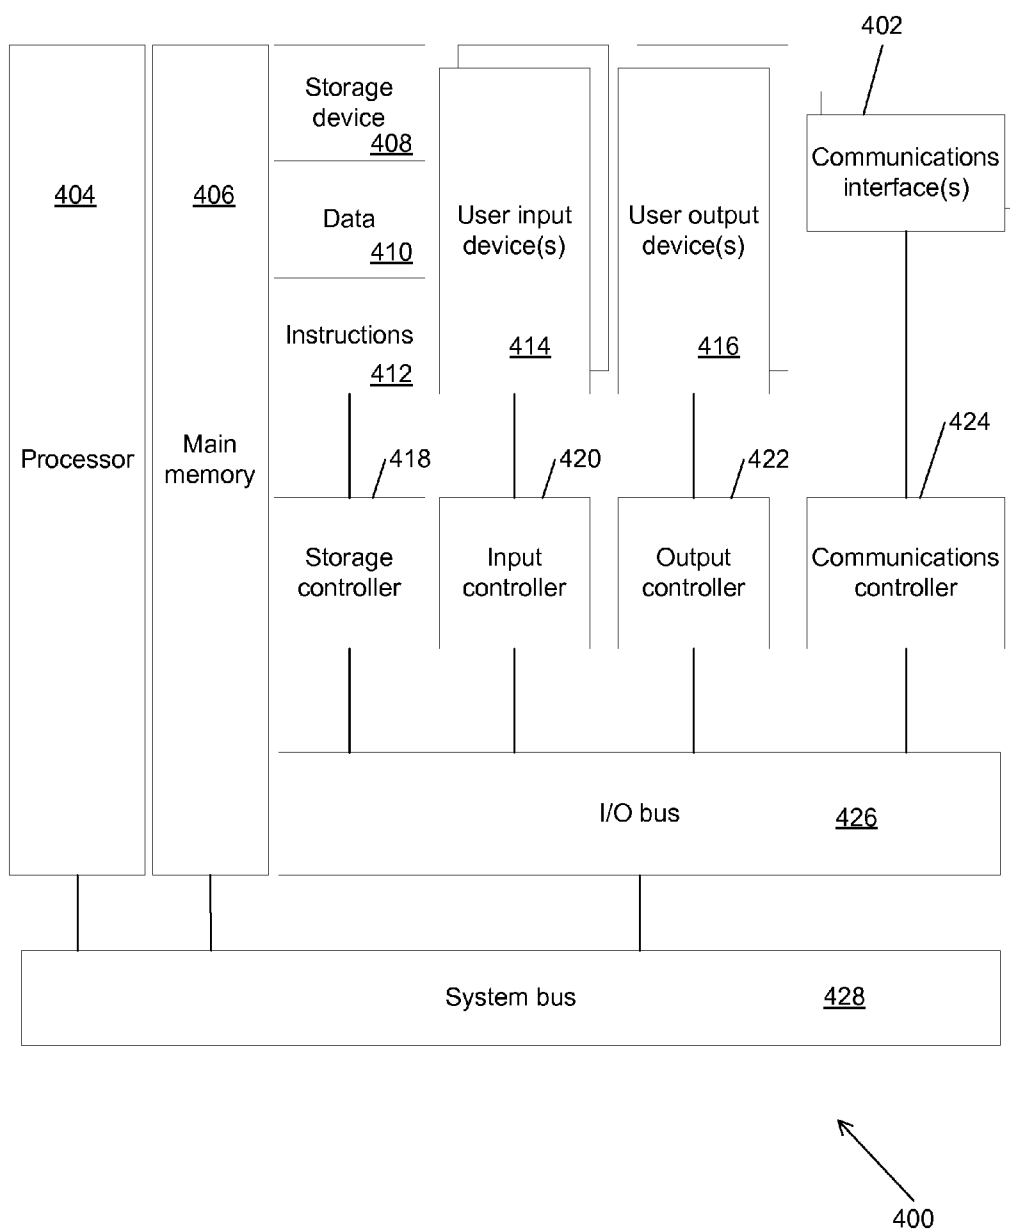 402
Storage
device
408
Communications
interface(s)
404
406
Data
410
User input
device(s)
User output
device(s)
Instructions
412
414
416
Processor
Main
memory
418
420
422
424
Storage
controller
Input
controller
Output
controller
Communications
controller
I/O bus
426
System bus
428
400